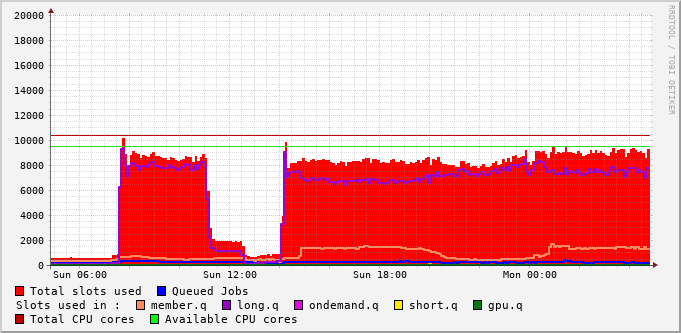 20000
18000
16000
14000
12000
10000
8000
6000
4000
2000
0
Sun 06:00 Sun 12:00 Sun 18:00 Mon 00:00
RRDTOOL / TOBI OETIKER
Total slots used Queued Jobs
Slots used in : member.q long.q ondemand.q short.q gpu.q
Total CPU cores Available CPU cores